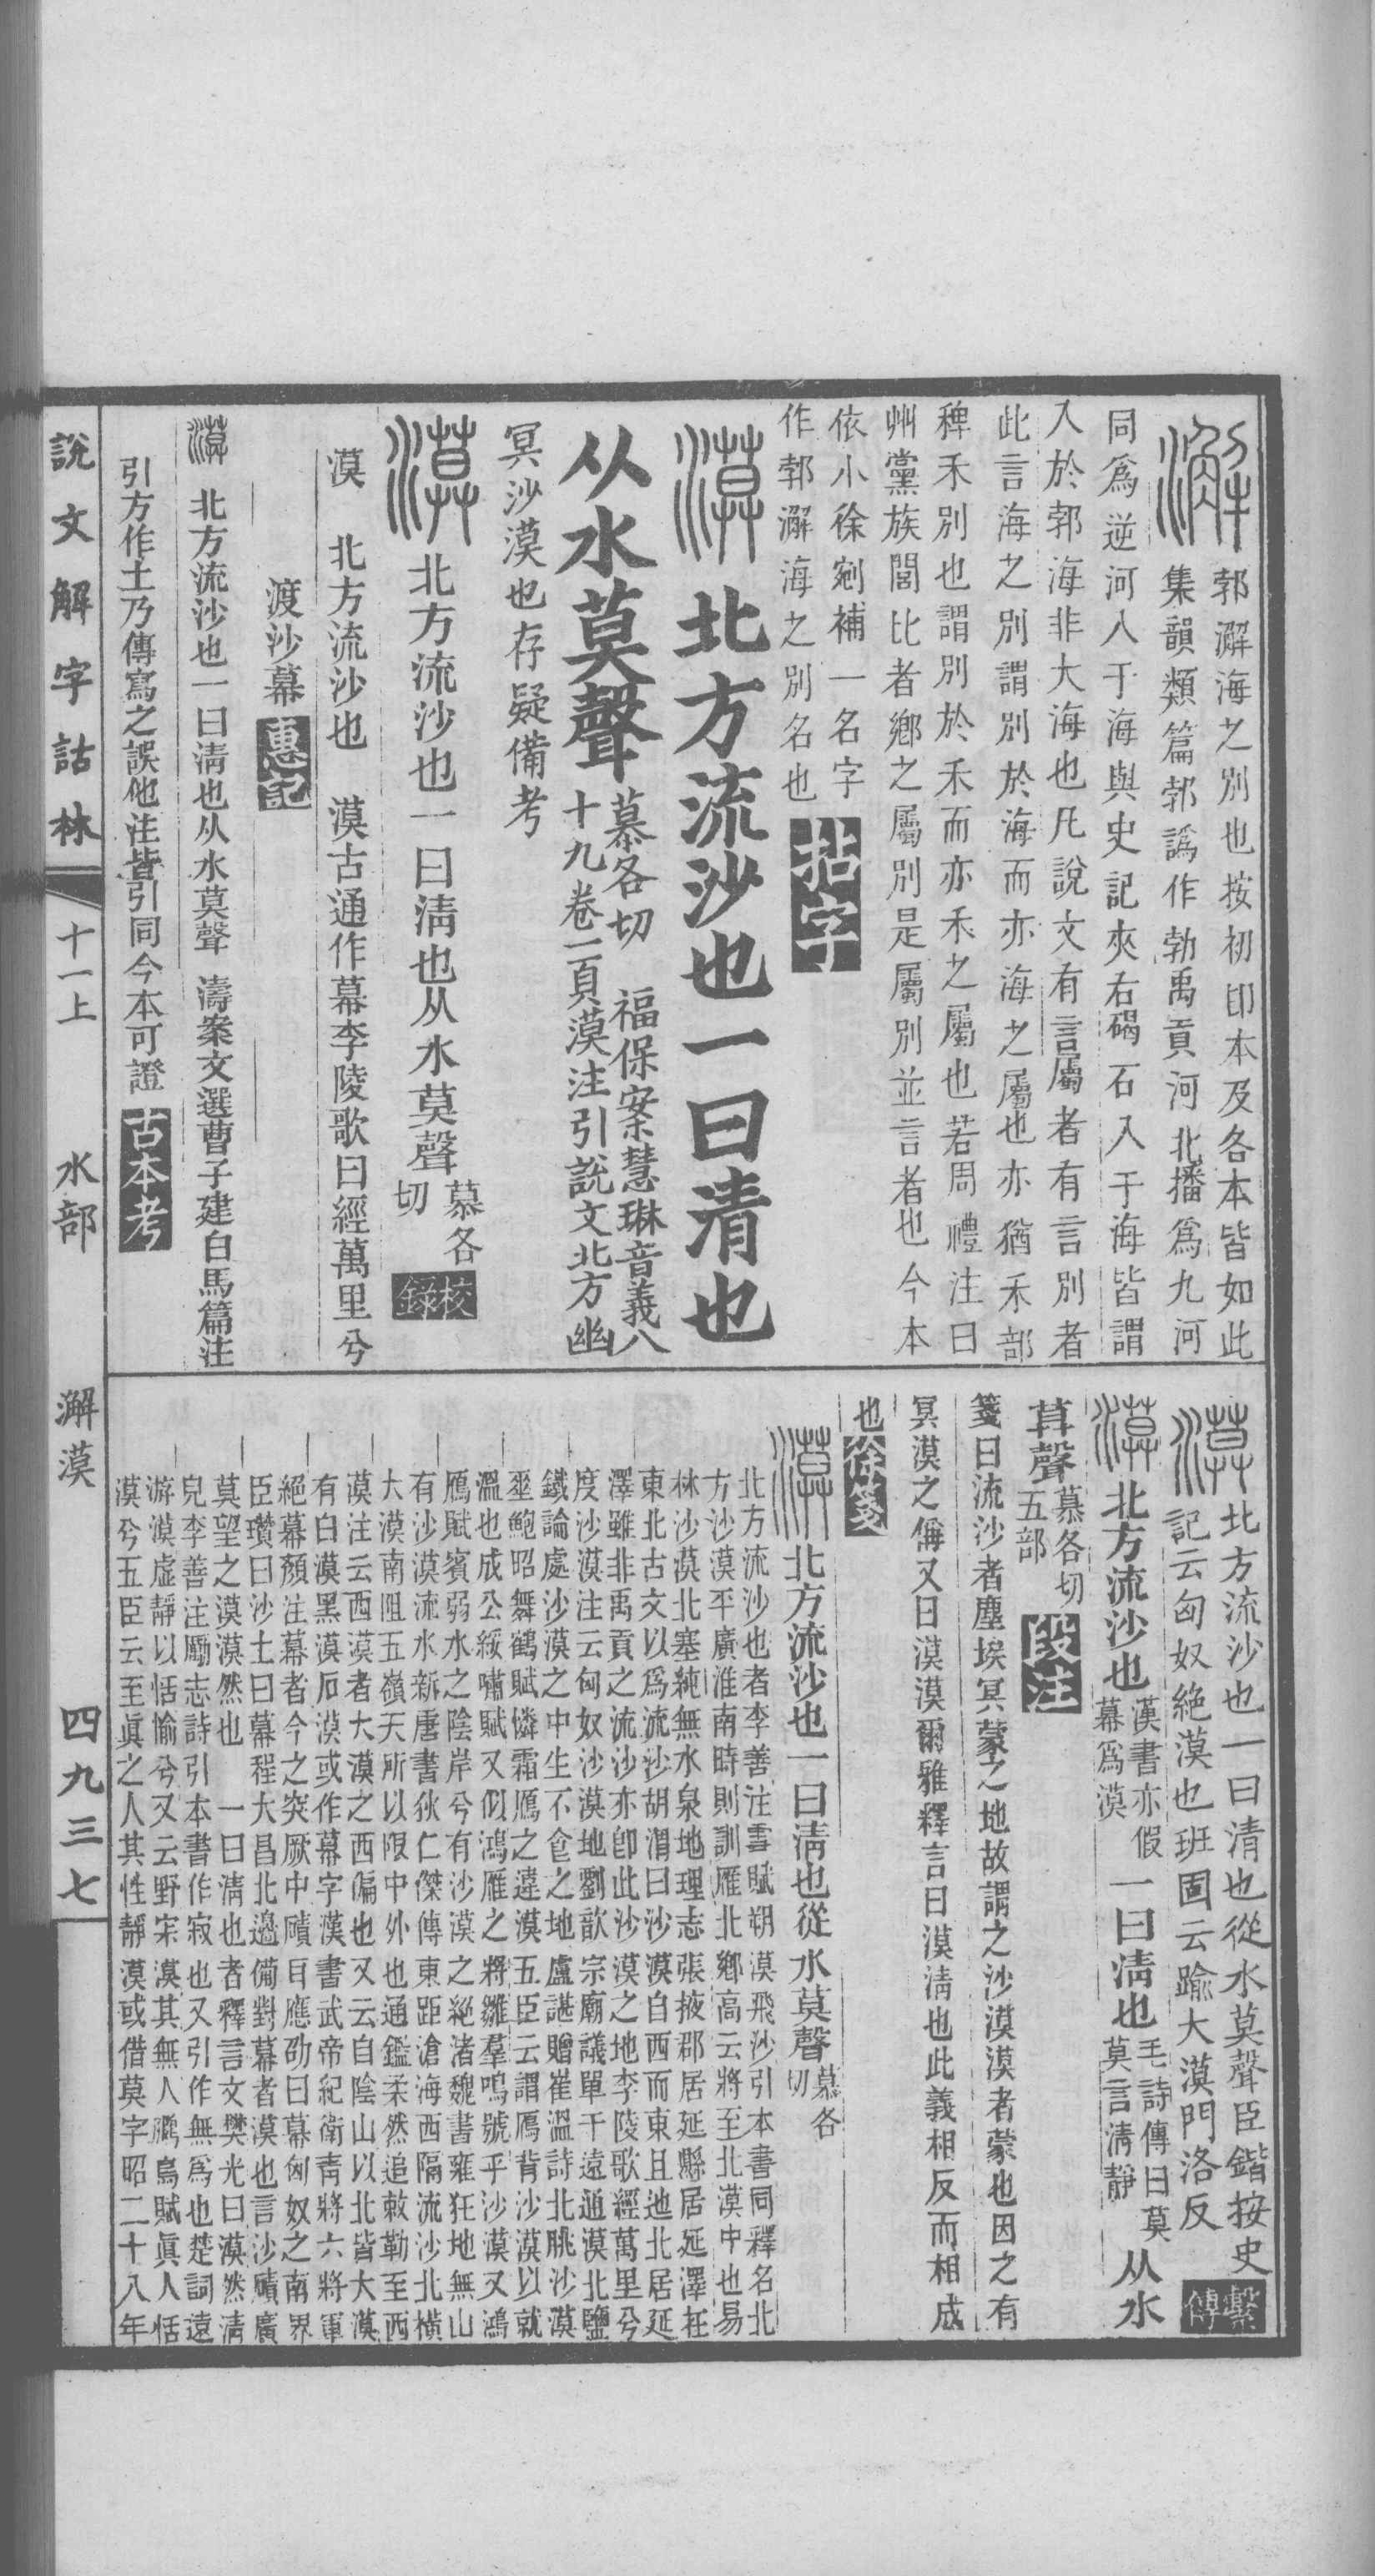 郭澥海之別也按初印本及各本皆如此
集韻類篇郭譌作勃禹貢河北播爲九河
同爲逆河入于海與史記夾右碣石入于海皆謂
入於郭海非大海也凡說文有言屬者有言別者
此言海之別謂別於海而亦海之屬也亦猶禾部
稗禾別也謂別於禾而亦禾之屬也若周禮注曰
州黨族閭比者鄉之屬別是屬別並言者也今本
依小徐剜補一名字
作郭澥海之別名也
北方流沙也一曰清也
从水莫聲
慕各切 福保案慧琳音義八
十九卷一頁漠注引說文北方幽
冥沙漠也存疑備考
北方流沙也一曰淸也从水莫聲
慕各
切
校
錄
漠 北方流沙也 漠古通作幕李陵歌曰經萬里兮
渡沙幕 惠記
北方流沙也一曰淸也从水莫聲 濤案文選曹子建白馬篇注
引方作土乃傳寫之誤他注皆引同今本可證 古本考
北方流沙也一曰清也從水莫聲臣鍇按史
記云匈奴絶漠也班固云踰大漠門洛反
繫
傳
北方流沙也
漢書亦假
幕爲漠
一曰淸也
毛詩傳曰莫
莫言淸靜
从水
莫聲
慕各切
五部
段注
箋曰流沙者塵埃冥蒙之地故謂之沙漠漠者蒙也因之有
冥漠之偁又曰漠漠爾雅釋言曰漠淸也此義相反而相成
也 徐箋
北方流沙也一曰淸也從水莫聲
慕各
切
北方流沙也者李善注雪賦朔漠飛沙引本書同釋名北
方沙漠平廣淮南時則訓雁北鄕高云將至北漠中也易
林沙漠北塞純無水泉地理志張掖郡居延縣居延澤在
東北古文以爲流沙胡渭曰沙漠自西而東且迆北居延
澤雖非禹貢之流沙亦卽此沙漠之地李陵歌經萬里兮
度沙漠注云匈奴沙漠地劉歆宗廟議單于遠遁漠北鹽
鐵論處沙漠之中生不食之地盧諶贈崔溫詩北眺沙漠
垂鮑昭舞鶴賦憐霜鴈之違漠五臣云謂鴈背沙漠以就
溫也成公綏嘯賦又似鴻雁之將雛羣鳴號乎沙漠又鴻
鴈賦賓弱水之陰岸兮有沙漠之絕渚魏書雍狂地無山
有沙漠流水新唐書狄仁傑傳東距滄海西隔流沙北橫
大漠南阻五嶺天所以限中外也通鑑柔然追敕勒至西
漠注云西漠者大漠之西偏也又云自陰山以北皆大漠
有白漠黑漠石漠或作幕字漢書武帝紀衛靑將六將軍
絕幕顏注幕者今之突厥中磧耳應劭曰幕匈奴之南界
臣瓚曰沙土曰幕程大昌北邊備對幕者漠也言沙磧廣
莫望之漠漠然也 一曰淸也者釋言文樊光曰漠然淸
皃李善注勵志詩引本書作寂也又引作無爲也楚詞遠
游漠虛靜以恬愉兮又云野宋漠其無人鵩鳥賦眞人恬
漠兮五臣云至眞之人其性靜漠或借莫字昭二十八年
說文解字詁林
十一上
水部
澥漠
四九三七